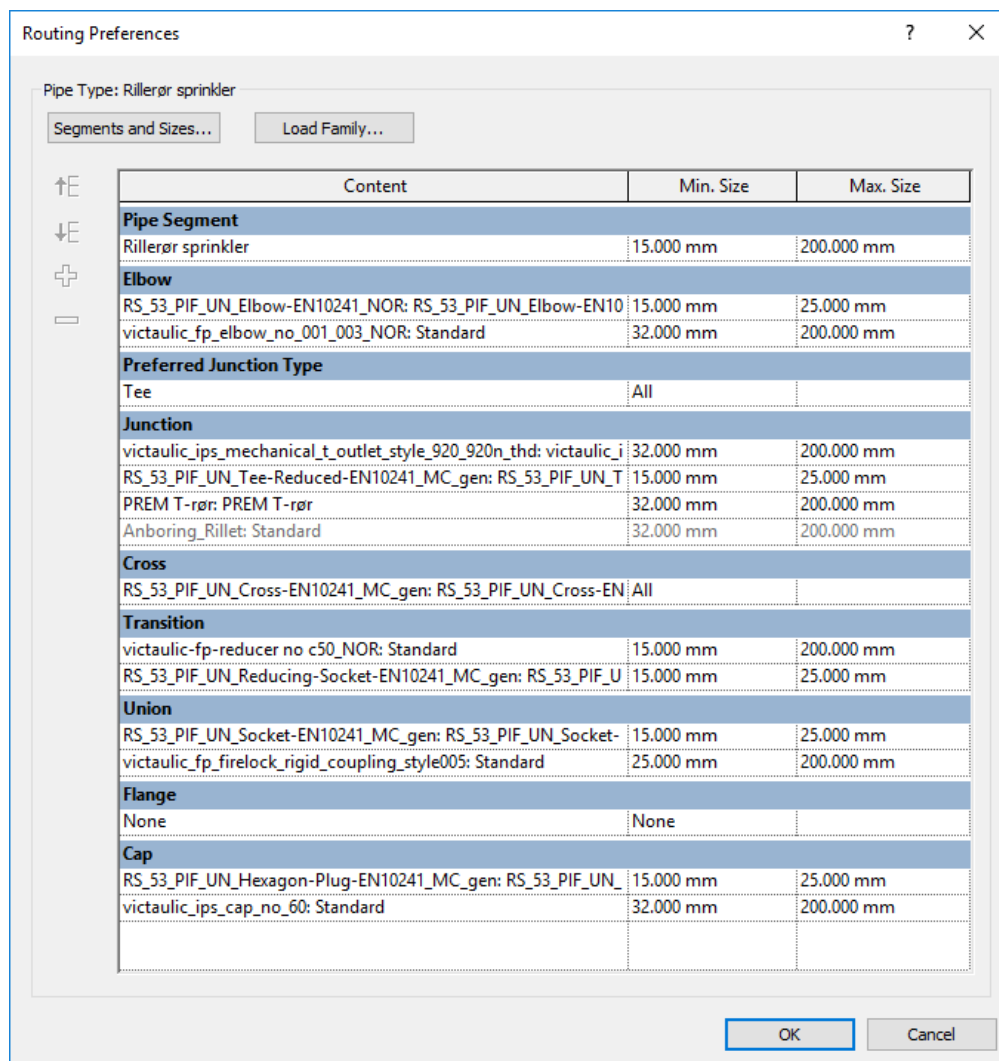 Routing Preferences ? ×
Pipe Type: Rillerør sprinkler
Segments and Sizes... Load Family...
Content Min. Size Max. Size
Pipe Segment
Rillerør sprinkler 15.000 mm 200.000 mm
Elbow
RS_53_PIF_UN_Elbow-EN10241_NOR: RS_53_PIF_UN_Elbow-EN10 15.000 mm 25.000 mm
victaulic_fp_elbow_no_001_003_NOR: Standard 32.000 mm 200.000 mm
Preferred Junction Type
Tee All
Junction
victaulic_ips_mechanical_t_outlet_style_920_920n_thd: victaulic_i 32.000 mm 200.000 mm
RS_53_PIF_UN_Tee-Reduced-EN10241_MC_gen: RS_53_PIF_UN_T 15.000 mm 25.000 mm
PREM T-rør: PREM T-rør 32.000 mm 200.000 mm
Anboring_Rillet: Standard 32.000 mm 200.000 mm
Cross
RS_53_PIF_UN_Cross-EN10241_MC_gen: RS_53_PIF_UN_Cross-EN All
Transition
victaulic-fp-reducer no c50_NOR: Standard 15.000 mm 200.000 mm
RS_53_PIF_UN_Reducing-Socket-EN10241_MC_gen: RS_53_PIF_U 15.000 mm 25.000 mm
Union
RS_53_PIF_UN_Socket-EN10241_MC_gen: RS_53_PIF_UN_Socket- 15.000 mm 25.000 mm
victaulic_fp_firelock_rigid_coupling_style005: Standard 25.000 mm 200.000 mm
Flange
None None
Cap
RS_53_PIF_UN_Hexagon-Plug-EN10241_MC_gen: RS_53_PIF_UN_ 15.000 mm 25.000 mm
victaulic_ips_cap_no_60: Standard 32.000 mm 200.000 mm
OK Cancel